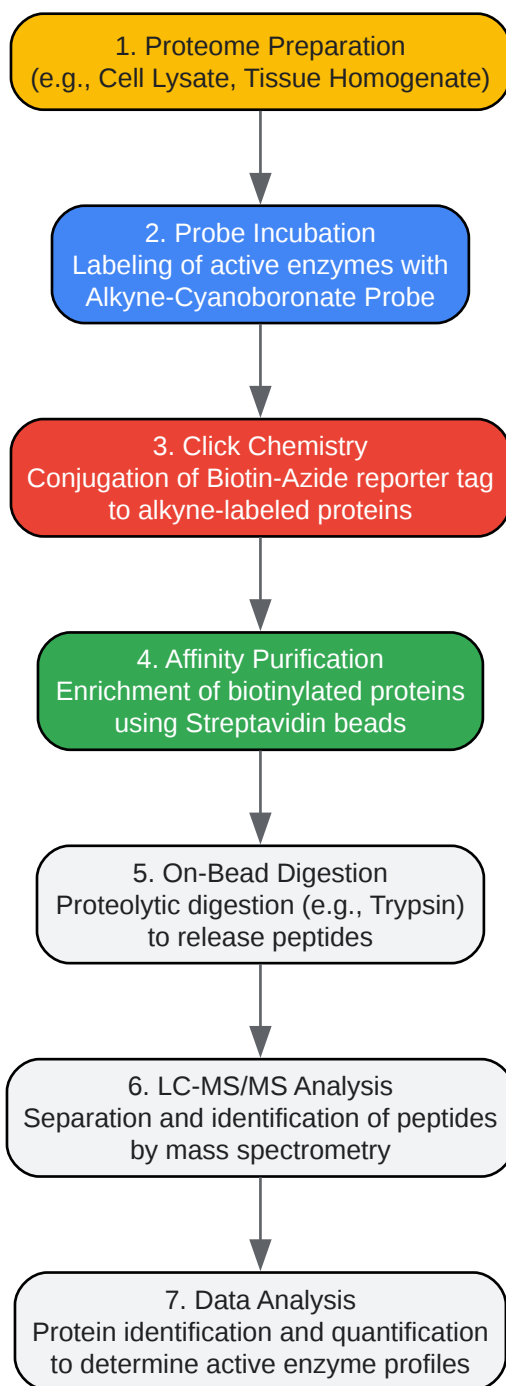 1. Proteome Preparation
(e.g., Cell Lysate, Tissue Homogenate)
2. Probe Incubation
Labeling of active enzymes with
Alkyne-Cyanoboronate Probe
3. Click Chemistry
Conjugation of Biotin-Azide reporter tag
to alkyne-labeled proteins
4. Affinity Purification
Enrichment of biotinylated proteins
using Streptavidin beads
5. On-Bead Digestion
Proteolytic digestion (e.g., Trypsin)
to release peptides
6. LC-MS/MS Analysis
Separation and identification of peptides
by mass spectrometry
7. Data Analysis
Protein identification and quantification
to determine active enzyme profiles